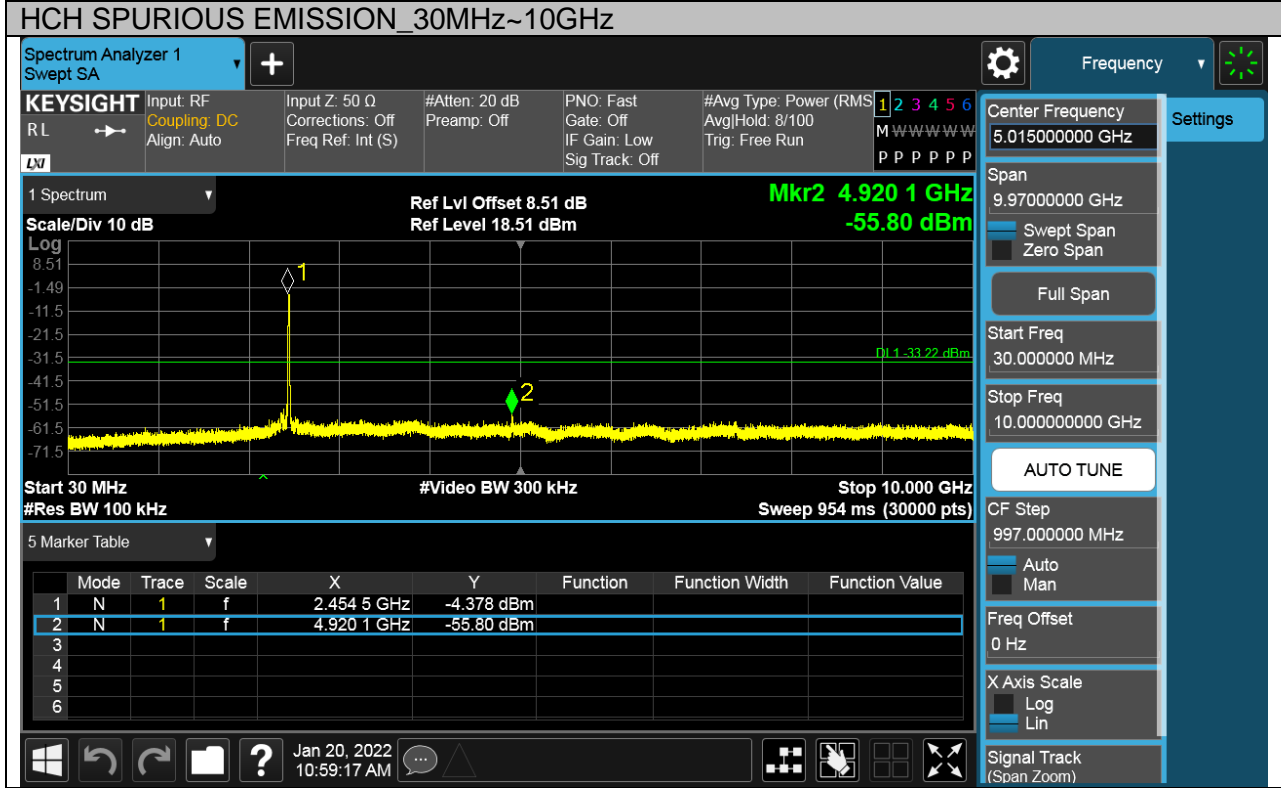 HCH SPURIOUS EMISSION_30MHz~10GHz
Spectrum Analyzer 1
Swept SA
+
Frequency
KEYSIGHT
R L
LXI
Input: RF
Coupling: DC
Align: Auto
Input Z: 50 Ω
Corrections: Off
Freq Ref: Int (S)
#Atten: 20 dB
Preamp: Off
PNO: Fast
Gate: Off
IF Gain: Low
Sig Track: Off
#Avg Type: Power (RMS
Avg|Hold: 8/100
Trig: Free Run
1 2 3 4 5 6
M W W W W W
P P P P P P
1 Spectrum
Scale/Div 10 dB
Ref Lvl Offset 8.51 dB
Ref Level 18.51 dBm
Mkr2 4.920 1 GHz
-55.80 dBm
Log
8.51
-1.49
-11.5
-21.5
-31.5
-41.5
-51.5
-61.5
-71.5
1
2
DL1 -33.22 dBm
Start 30 MHz
#Video BW 300 kHz
Stop 10.000 GHz
#Res BW 100 kHz
Sweep 954 ms (30000 pts)
5 Marker Table
Mode Trace Scale X Y Function Function Width Function Value
1 N 1 f 2.454 5 GHz -4.378 dBm
2 N 1 f 4.920 1 GHz -55.80 dBm
3
4
5
6
?
Jan 20, 2022
10:59:17 AM
Center Frequency
5.015000000 GHz
Settings
Span
9.97000000 GHz
Swept Span
Zero Span
Full Span
Start Freq
30.000000 MHz
Stop Freq
10.000000000 GHz
AUTO TUNE
CF Step
997.000000 MHz
Auto
Man
Freq Offset
0 Hz
X Axis Scale
Log
Lin
Signal Track
(Span Zoom)